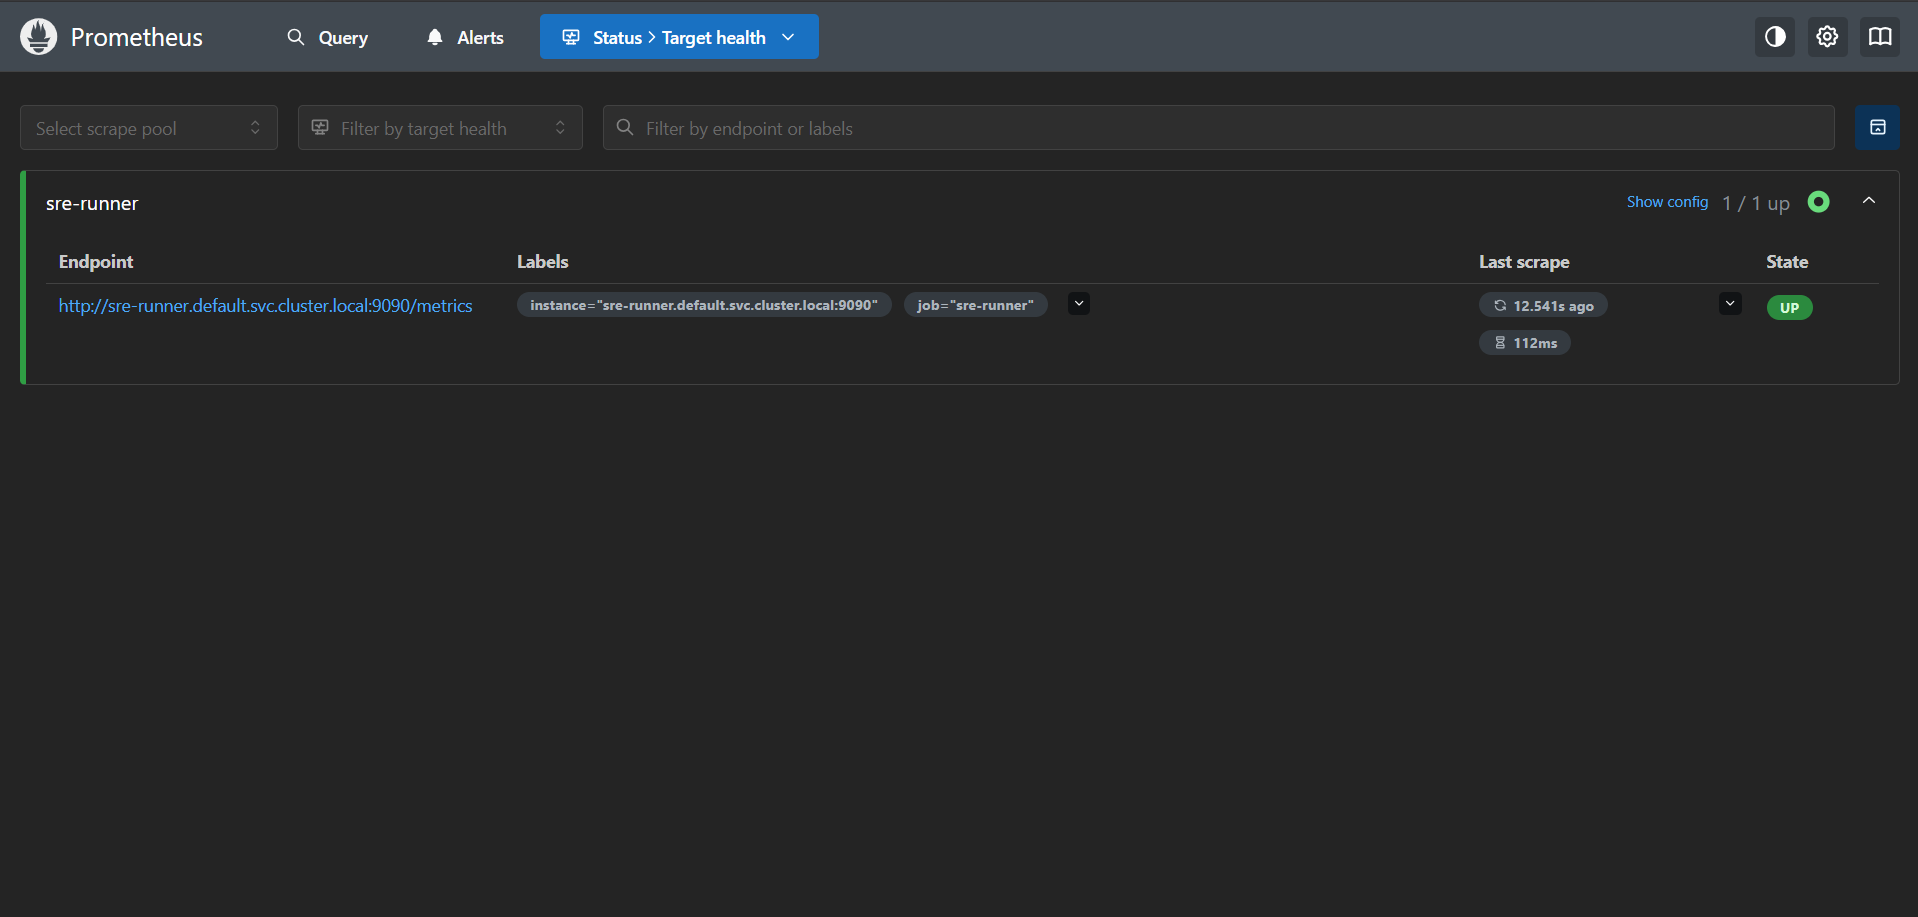 Prometheus Query Alerts Status > Target health
Select scrape pool Filter by target health Filter by endpoint or labels
sre-runner Show config 1 / 1 up
Endpoint Labels Last scrape State
http://sre-runner.default.svc.cluster.local:9090/metrics instance="sre-runner.default.svc.cluster.local:9090" job="sre-runner" 12.541s ago UP
112ms